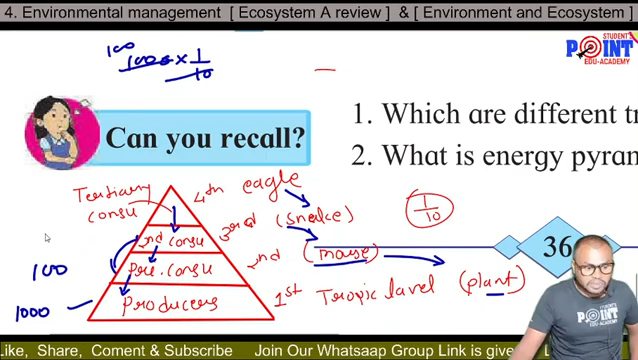 4. Environmental management [ Ecosystem A review ] & [ Environment and Ecosystem ]
STUDENT'S
POINT
EDU-ACADEMY
100
1000 × 1/10
Can you recall?
1. Which are different tr
2. What is energy pyram
Tertiary consu
4th eagle
2nd consu
3rd (snake)
1/10
Pri. consu
2nd (mouse)
100
Producers
1st Tropic lavel (plant)
1000
36
Like, Share, Coment & Subscribe Join Our Whatsaap Group Link is given